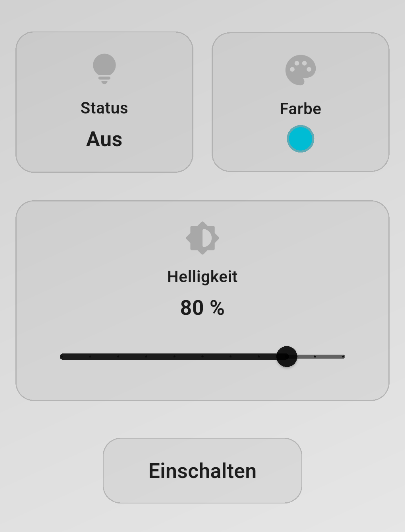 Status
Aus
Farbe
Helligkeit
80 %
Einschalten